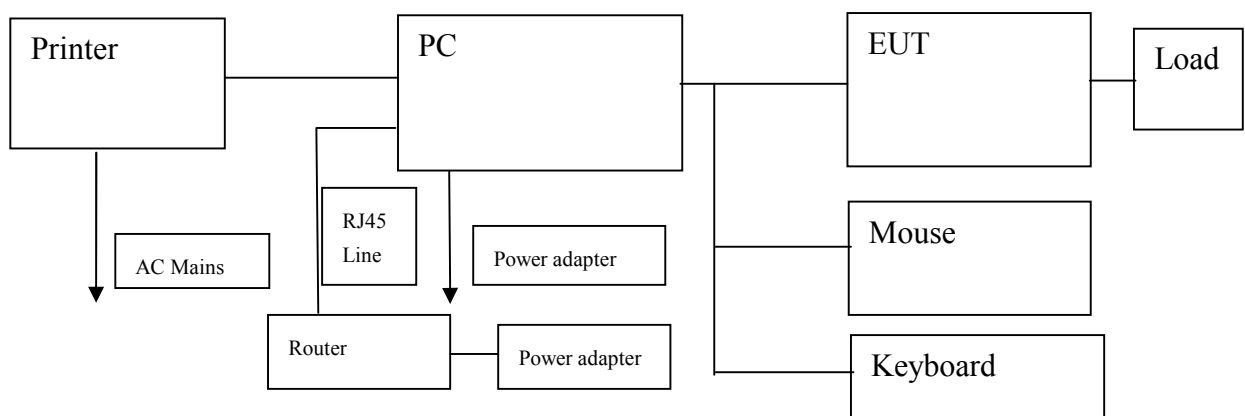 Printer
PC
EUT
Load
RJ45
Line
AC Mains
Power adapter
Mouse
Router
Power adapter
Keyboard